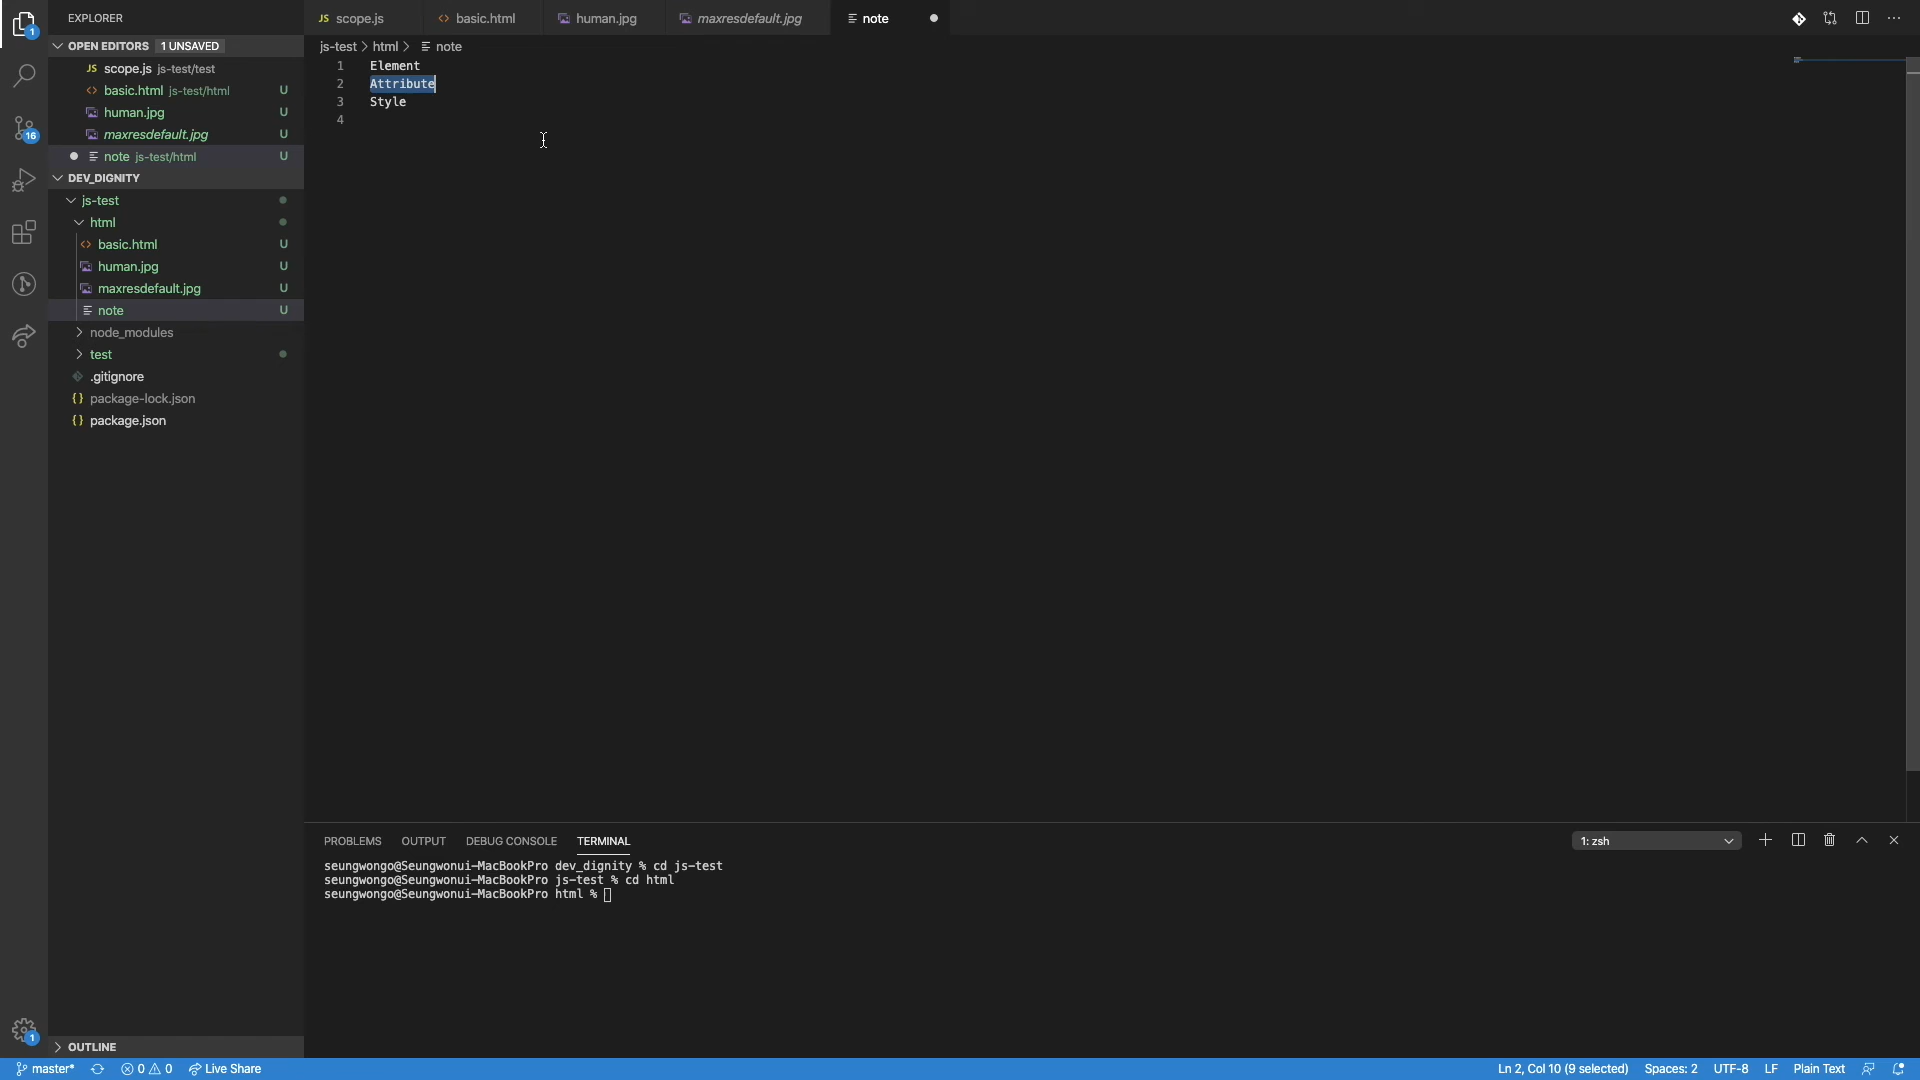 EXPLORER
OPEN EDITORS 1 UNSAVED
JS scope.js js-test/test
<> basic.html js-test/html U
human.jpg U
maxresdefault.jpg U
note js-test/html U
DEV_DIGNITY
js-test
html
<> basic.html U
human.jpg U
maxresdefault.jpg U
note U
node_modules
test
.gitignore
{} package-lock.json
{} package.json
OUTLINE
1
16
1
JS scope.js
<> basic.html
human.jpg
maxresdefault.jpg
note
js-test > html > note
1 Element
2 Attribute
3 Style
4
PROBLEMS OUTPUT DEBUG CONSOLE TERMINAL
1: zsh
seungwongo@Seungwonui-MacBookPro dev_dignity % cd js-test
seungwongo@Seungwonui-MacBookPro js-test % cd html
seungwongo@Seungwonui-MacBookPro html %
master* 0 0 Live Share
Ln 2, Col 10 (9 selected) Spaces: 2 UTF-8 LF Plain Text